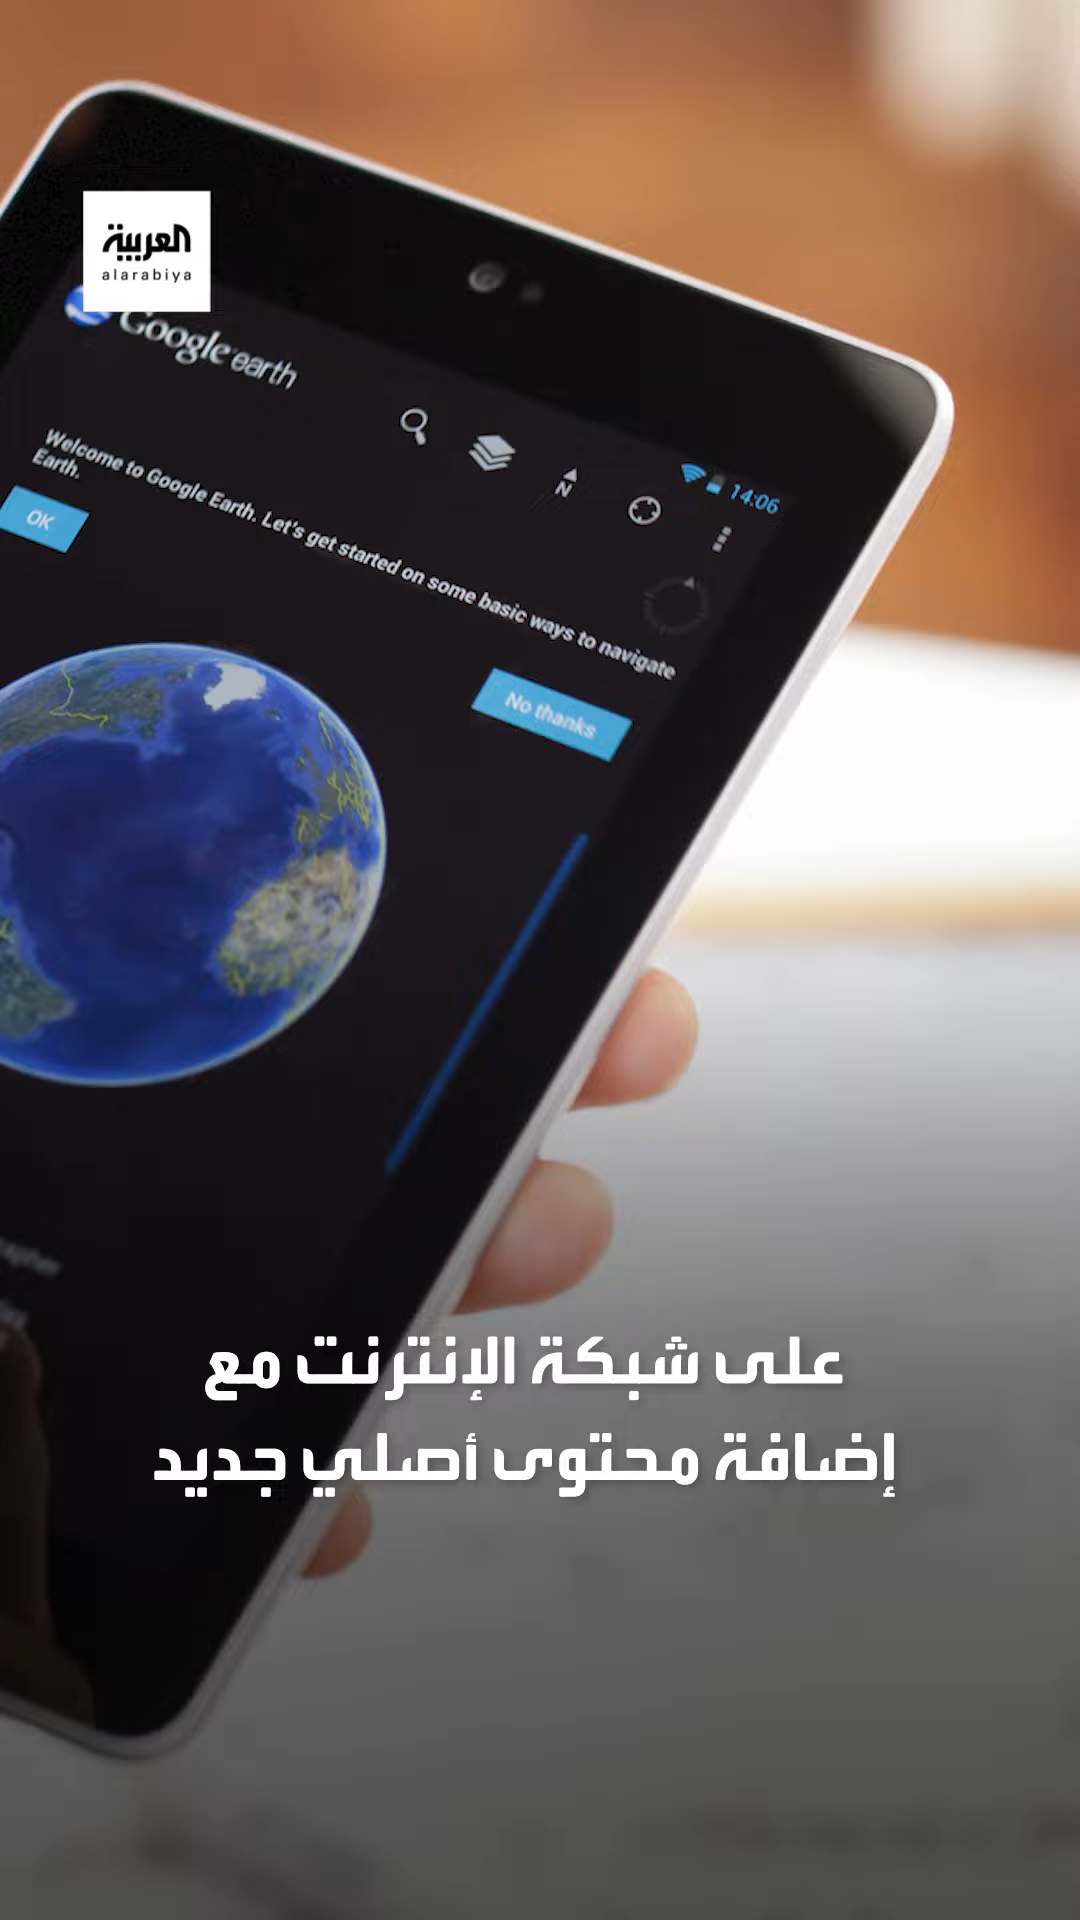 العربية
alarabiya
Google earth
14:06
Welcome to Google Earth. Let's get started on some basic ways to navigate
Earth.
OK
No thanks
على شبكة الإنترنت مع
إضافة محتوى أصلي جديد